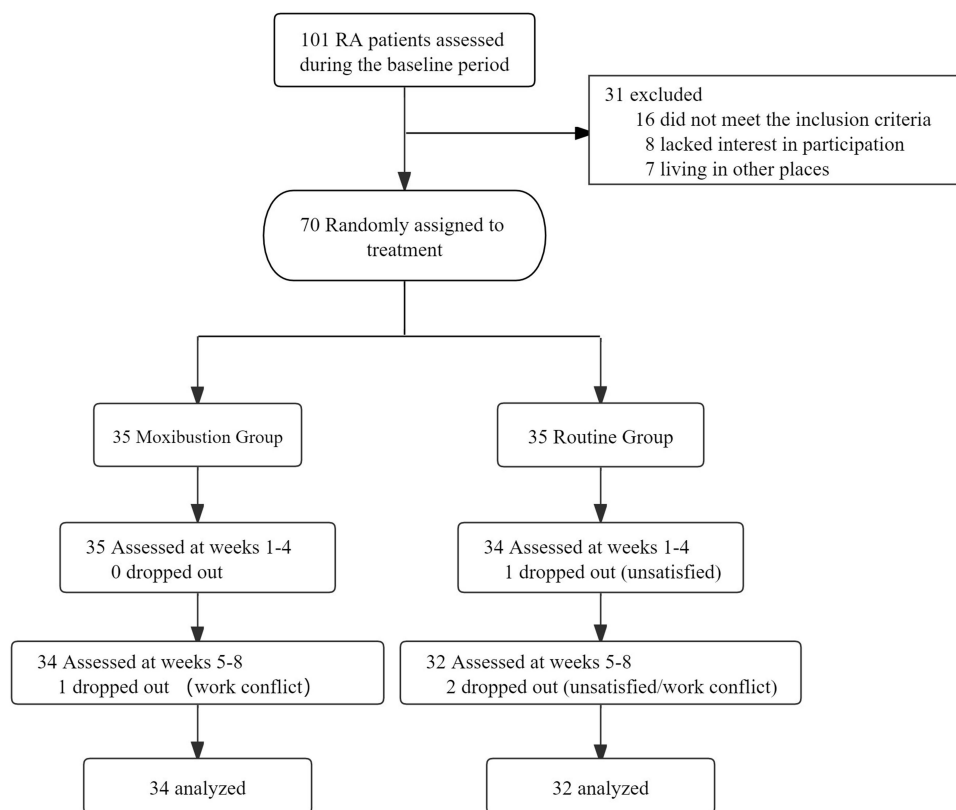 101 RA patients assessed
during the baseline period
31 excluded
16 did not meet the inclusion criteria
8 lacked interest in participation
7 living in other places
70 Randomly assigned to
treatment
35 Moxibustion Group
35 Routine Group
35 Assessed at weeks 1-4
0 dropped out
34 Assessed at weeks 1-4
1 dropped out (unsatisfied)
34 Assessed at weeks 5-8
1 dropped out （work conflict）
32 Assessed at weeks 5-8
2 dropped out (unsatisfied/work conflict)
34 analyzed
32 analyzed